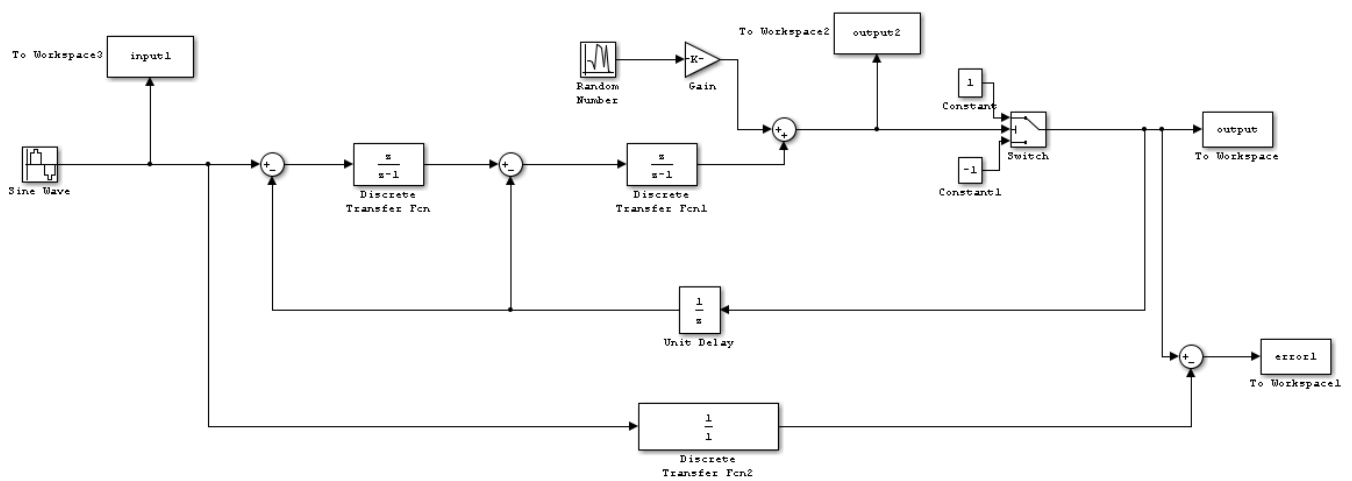 To Workspace3
input1
Random
Number
-K-
Gain
To Workspace2
output2
1
Constant
-1
Constant1
Switch
output
To Workspace
Sine Wave
+
-
z
z-1
Discrete
Transfer Fcn
+
-
z
z-1
Discrete
Transfer Fcn1
+
+
1
z
Unit Delay
+
-
error1
To Workspace1
1
1
Discrete
Transfer Fcn2